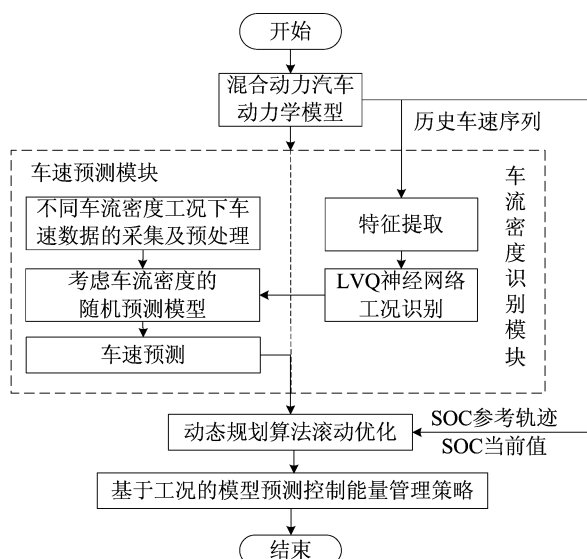 开始
混合动力汽车
动力学模型
历史车速序列
车速预测模块
不同车流密度工况下车
速数据的采集及预处理
考虑车流密度的
随机预测模型
车速预测
特征提取
LVQ神经网络
工况识别
车流密度识别模块
动态规划算法滚动优化
SOC参考轨迹
SOC当前值
基于工况的模型预测控制能量管理策略
结束